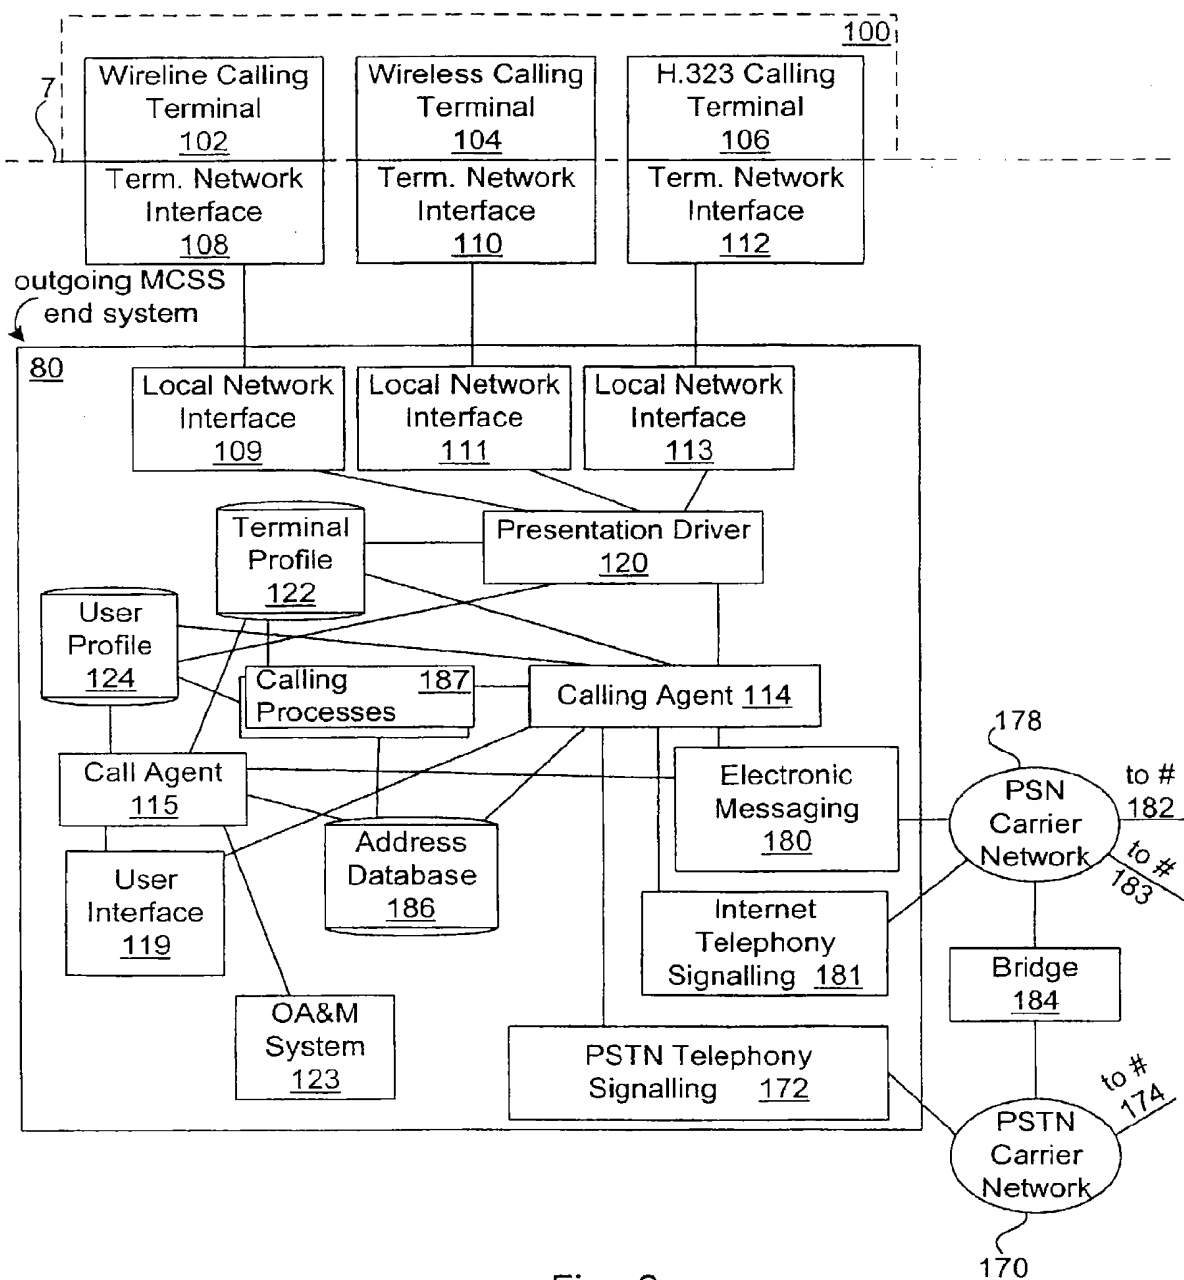 100
7
Wireline Calling
Terminal
102
Wireless Calling
Terminal
104
H.323 Calling
Terminal
106
Term. Network
Interface
108
Term. Network
Interface
110
Term. Network
Interface
112
outgoing MCSS
end system
80
Local Network
Interface
109
Local Network
Interface
111
Local Network
Interface
113
Terminal
Profile
122
Presentation Driver
120
User
Profile
124
Calling
Processes
187
Calling Agent 114
Call Agent
115
Electronic
Messaging
180
178
PSN
Carrier
Network
to #
182
to #
183
User
Interface
119
Address
Database
186
Internet
Telephony
Signalling 181
Bridge
184
OA&M
System
123
PSTN Telephony
Signalling 172
to #
174
PSTN
Carrier
Network
170